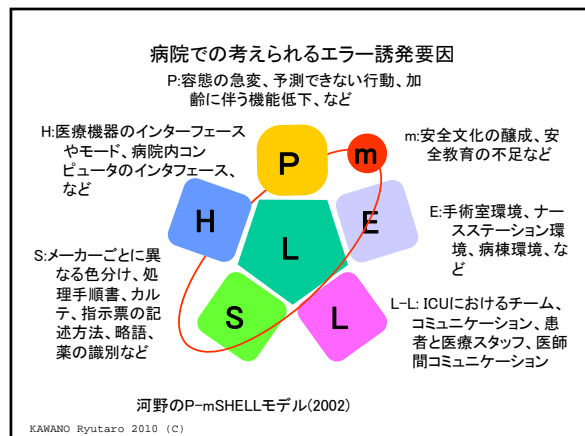 病院での考えられるエラー誘発要因
P:容態の急変、予測できない行動、加
齢に伴う機能低下、など
H:医療機器のインターフェース
やモード、病院内コン
ピュータのインタフェース、
など
m:安全文化の醸成、安
全教育の不足など
P
m
H
E
L
S
L
E:手術室環境、ナー
スステーション環
境、病棟環境、な
ど
S:メーカーごとに異
なる色分け、処
理手順書、カル
テ、指示票の記
述方法、略語、
薬の識別など
L-L: ICUにおけるチーム、
コミュニケーション、患
者と医療スタッフ、医師
間コミュニケーション
河野のP-mSHELLモデル(2002)
KAWANO Ryutaro 2010 (C)